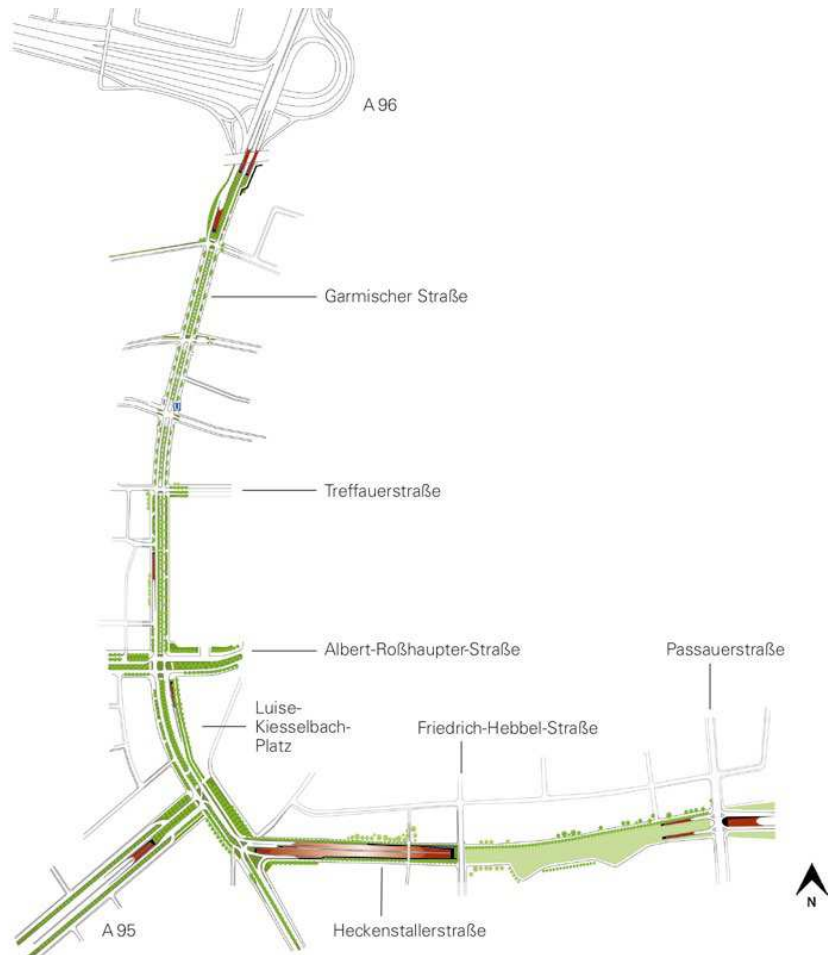 A 96
Garmischer Straße
U
Treffauerstraße
Albert-Roßhaupter-Straße
Passauerstraße
Luise-
Kiesselbach-
Platz
Friedrich-Hebbel-Straße
N
A 95
Heckenstallerstraße